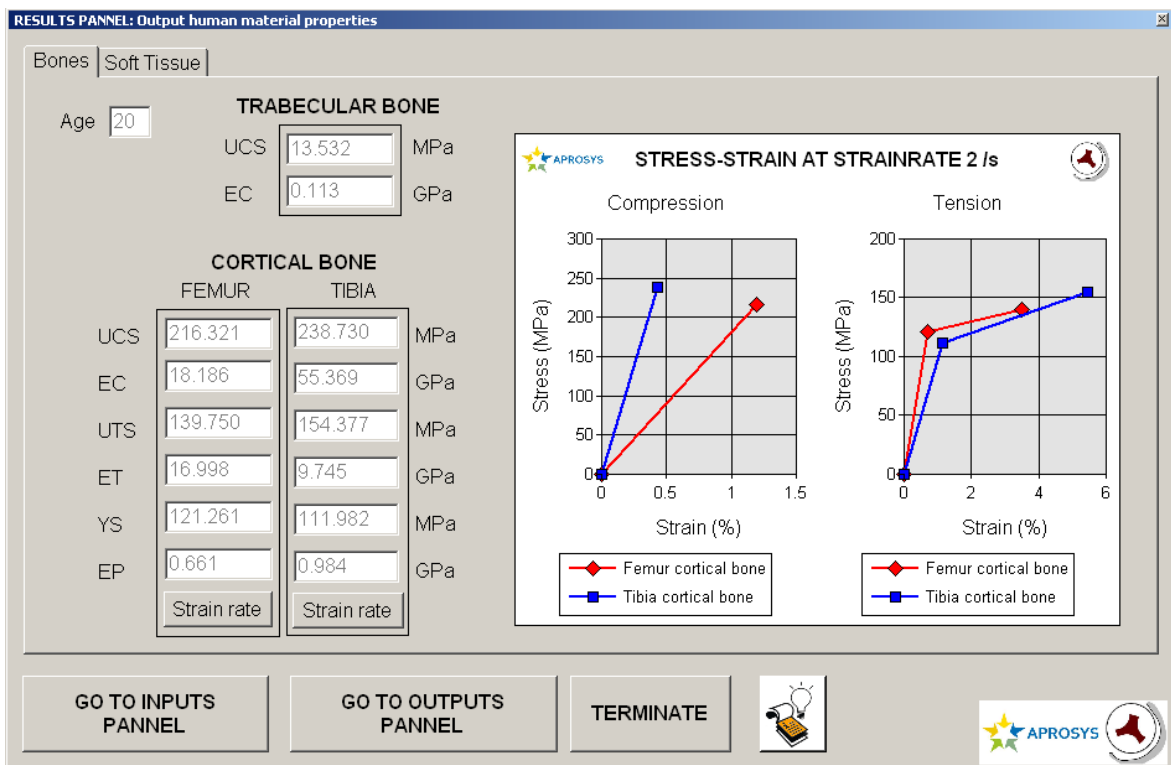 RESULTS PANNEL: Output human material properties
Bones
Soft Tissue
Age 20
TRABECULAR BONE
UCS 13.532 MPa
EC 0.113 GPa
CORTICAL BONE
FEMUR TIBIA
UCS 216.321 238.730 MPa
EC 18.186 55.369 GPa
UTS 139.750 154.377 MPa
ET 16.998 9.745 GPa
YS 121.261 111.982 MPa
EP 0.661 0.984 GPa
Strain rate Strain rate
APROSYS
STRESS-STRAIN AT STRAINRATE 2 /s
Compression
Stress (MPa)
300
250
200
150
100
50
0
0 0.5 1 1.5
Strain (%)
Femur cortical bone
Tibia cortical bone
Tension
Stress (MPa)
200
150
100
50
0
0 2 4 6
Strain (%)
Femur cortical bone
Tibia cortical bone
GO TO INPUTS
PANNEL
GO TO OUTPUTS
PANNEL
TERMINATE
APROSYS